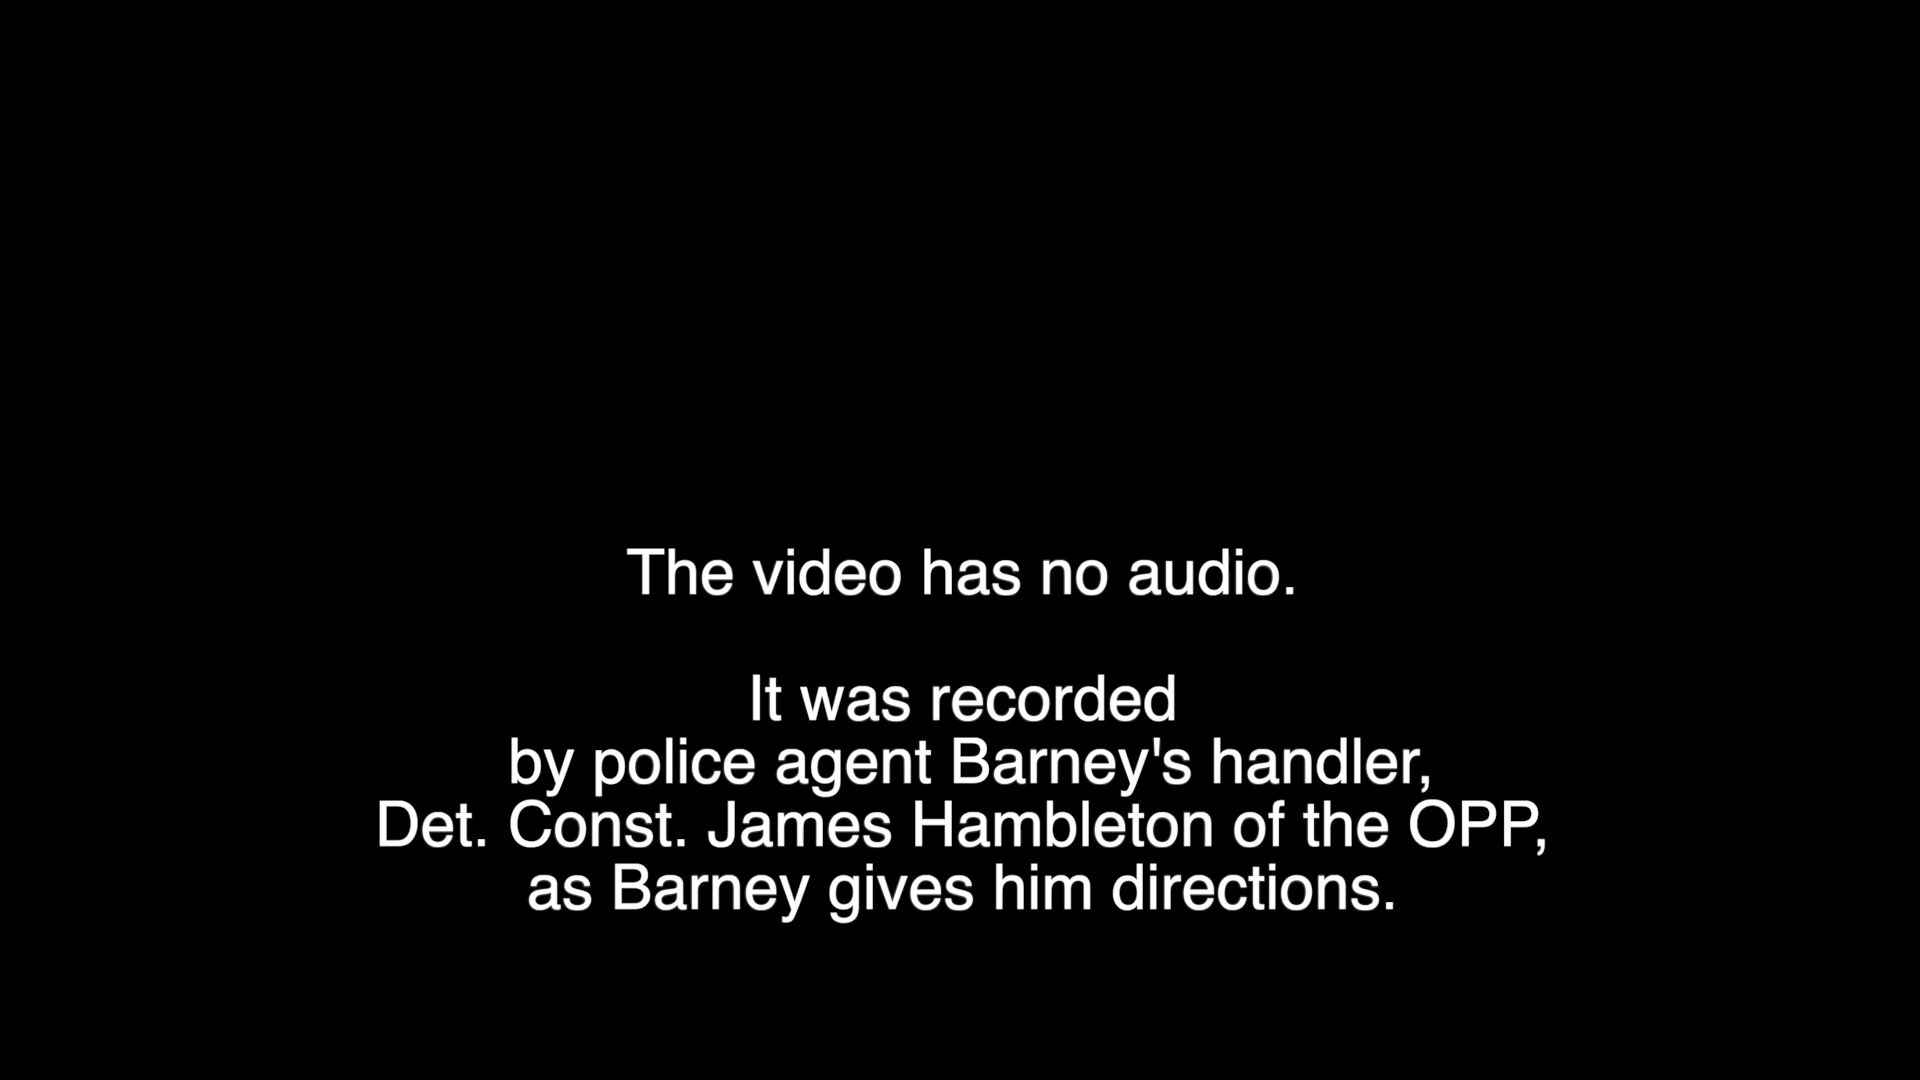 The video has no audio.
It was recorded
by police agent Barney's handler,
Det. Const. James Hambleton of the OPP,
as Barney gives him directions.